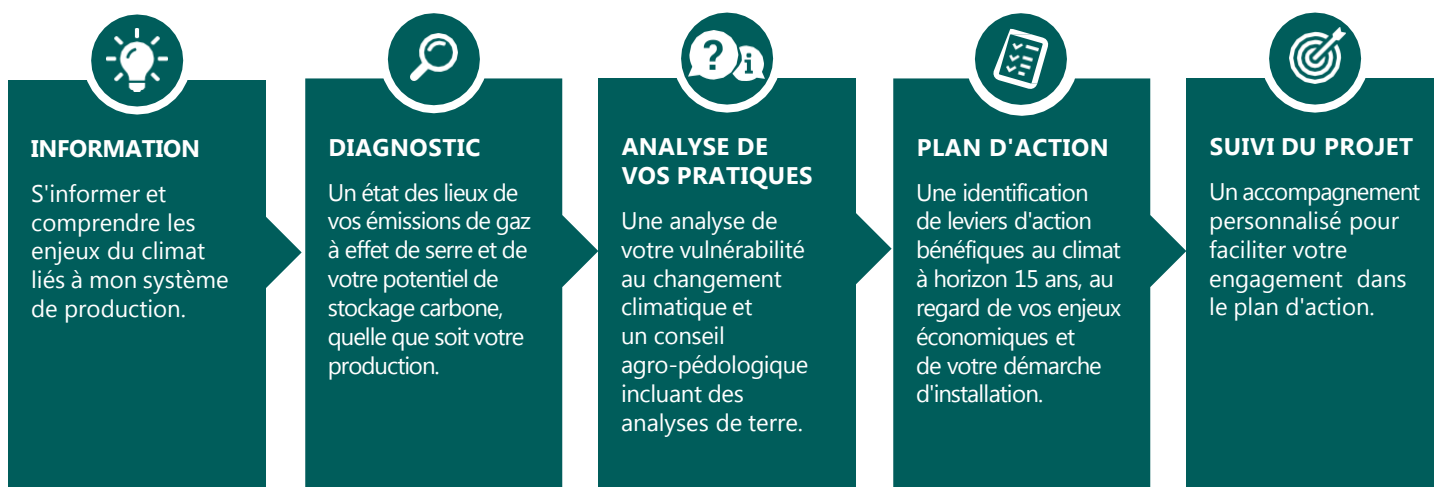 ?
i
INFORMATION
S'informer et
comprendre les
enjeux du climat
liés à mon système
de production.
DIAGNOSTIC
Un état des lieux de
vos émissions de gaz
à effet de serre et de
votre potentiel de
stockage carbone,
quelle que soit votre
production.
ANALYSE DE
VOS PRATIQUES
Une analyse de
votre vulnérabilité
au changement
climatique et
un conseil
agro-pédologique
incluant des
analyses de terre.
PLAN D'ACTION
Une identification
de leviers d'action
bénéfiques au climat
à horizon 15 ans, au
regard de vos enjeux
économiques et
de votre démarche
d'installation.
SUIVI DU PROJET
Un accompagnement
personnalisé pour
faciliter votre
engagement dans
le plan d'action.